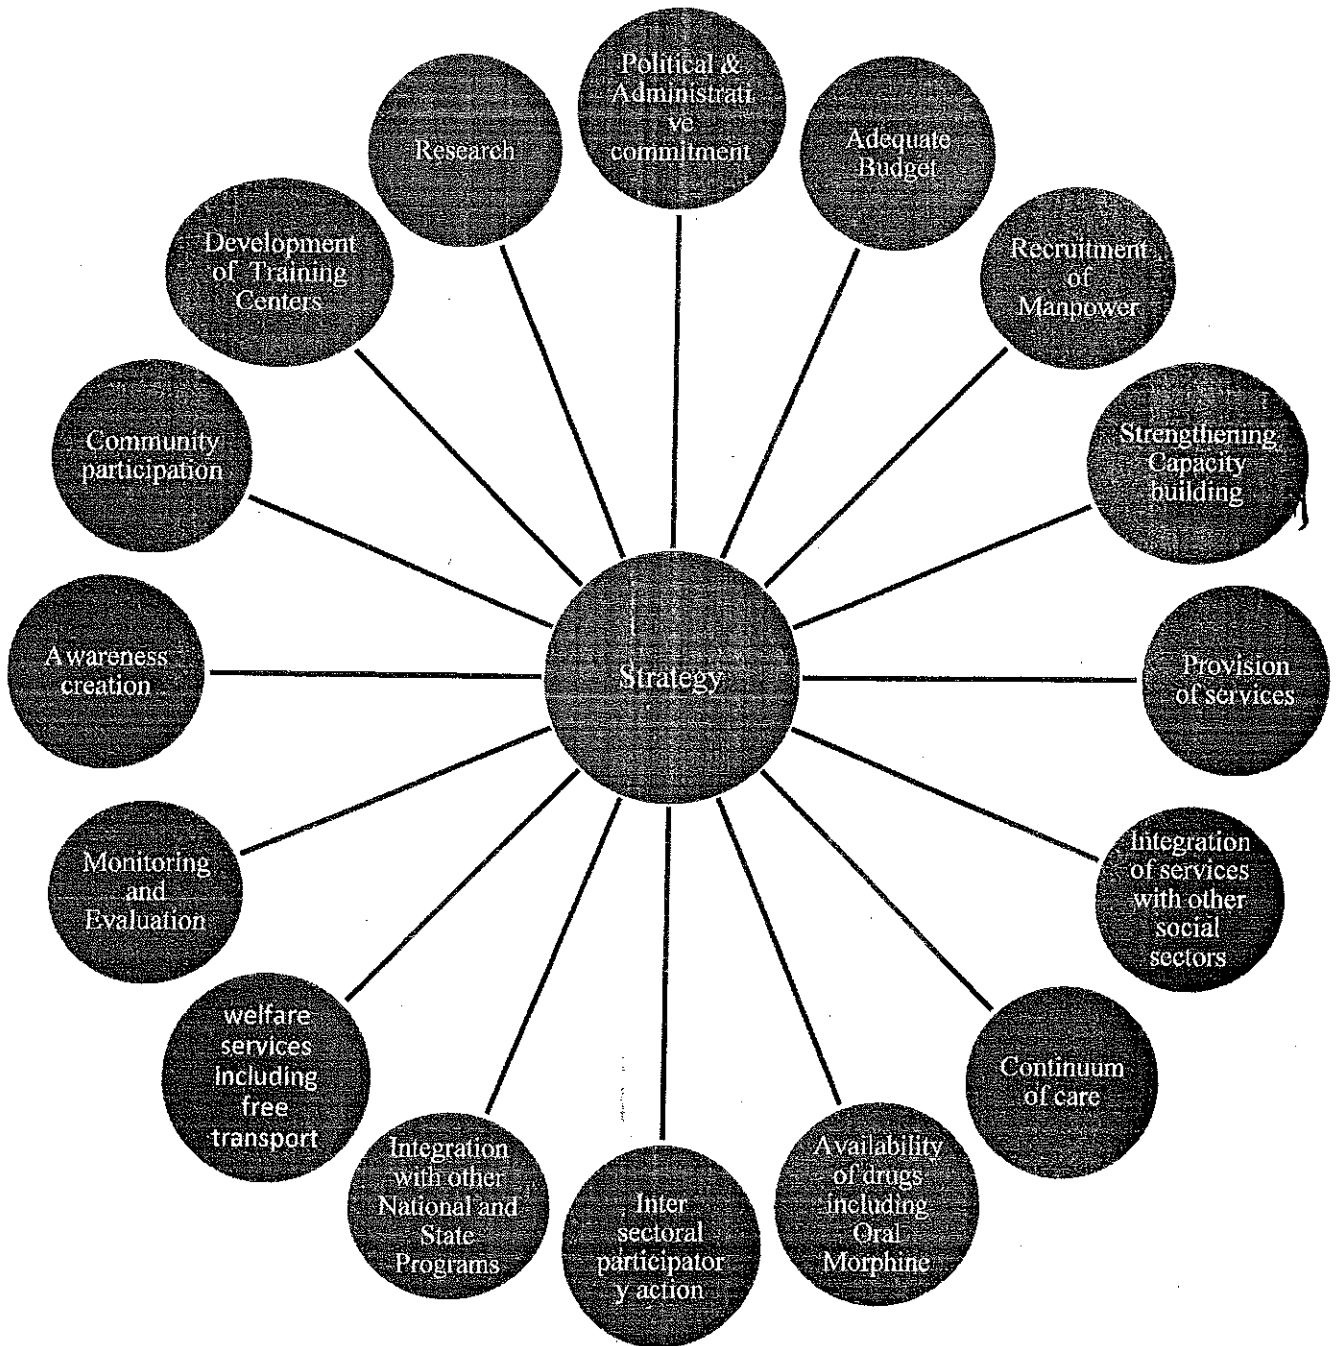 Political &
Administrati
ve
commitment
Adequate
Budget
Recruitment
of
Manpower
Strengthening
Capacity
building
Provision
of services
Integration
of services
with other
social
sectors
Continuum
of care
Availability
of drugs
including
Oral
Morphine
Inter
sectoral
participator
y action
Integration
with other
National and
State
Programs
welfare
services
including
free
transport
Monitoring
and
Evaluation
Awareness
creation
Community
participation
Development
of Training
Centers
Research
Strategy